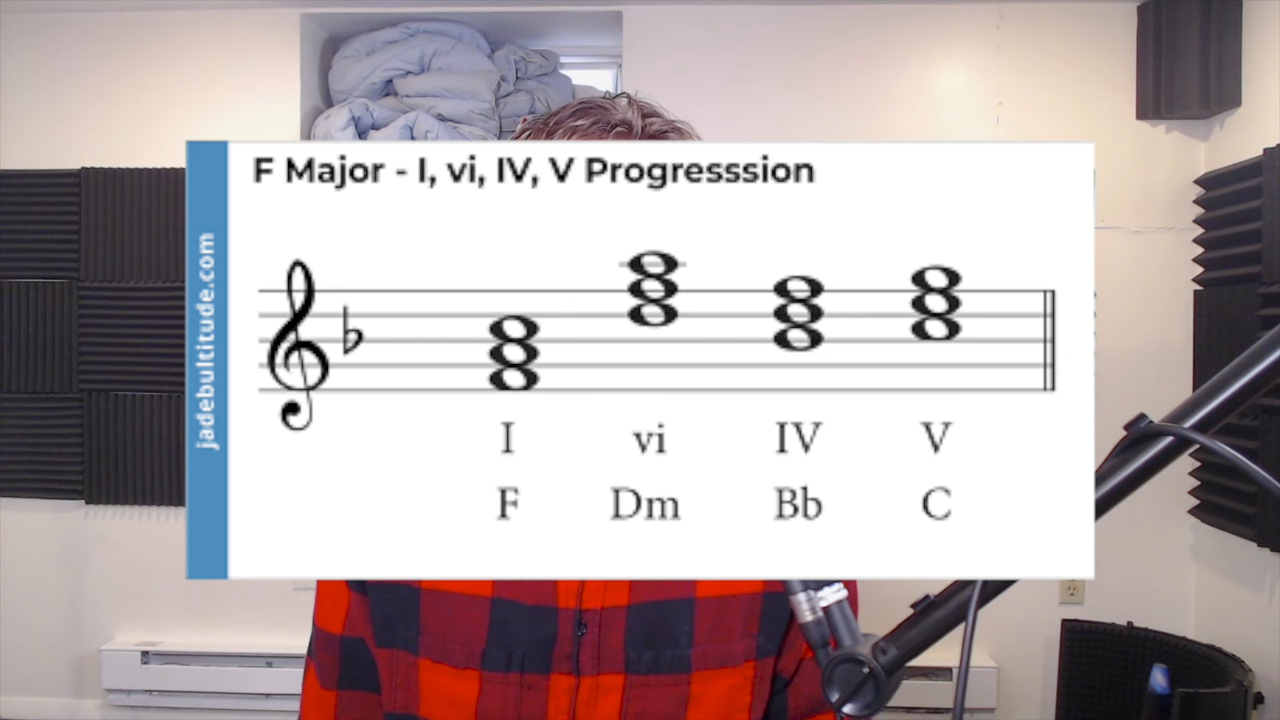 F Major - I, vi, IV, V Progresssion
jadebultitude.com
I vi IV V
F Dm Bb C